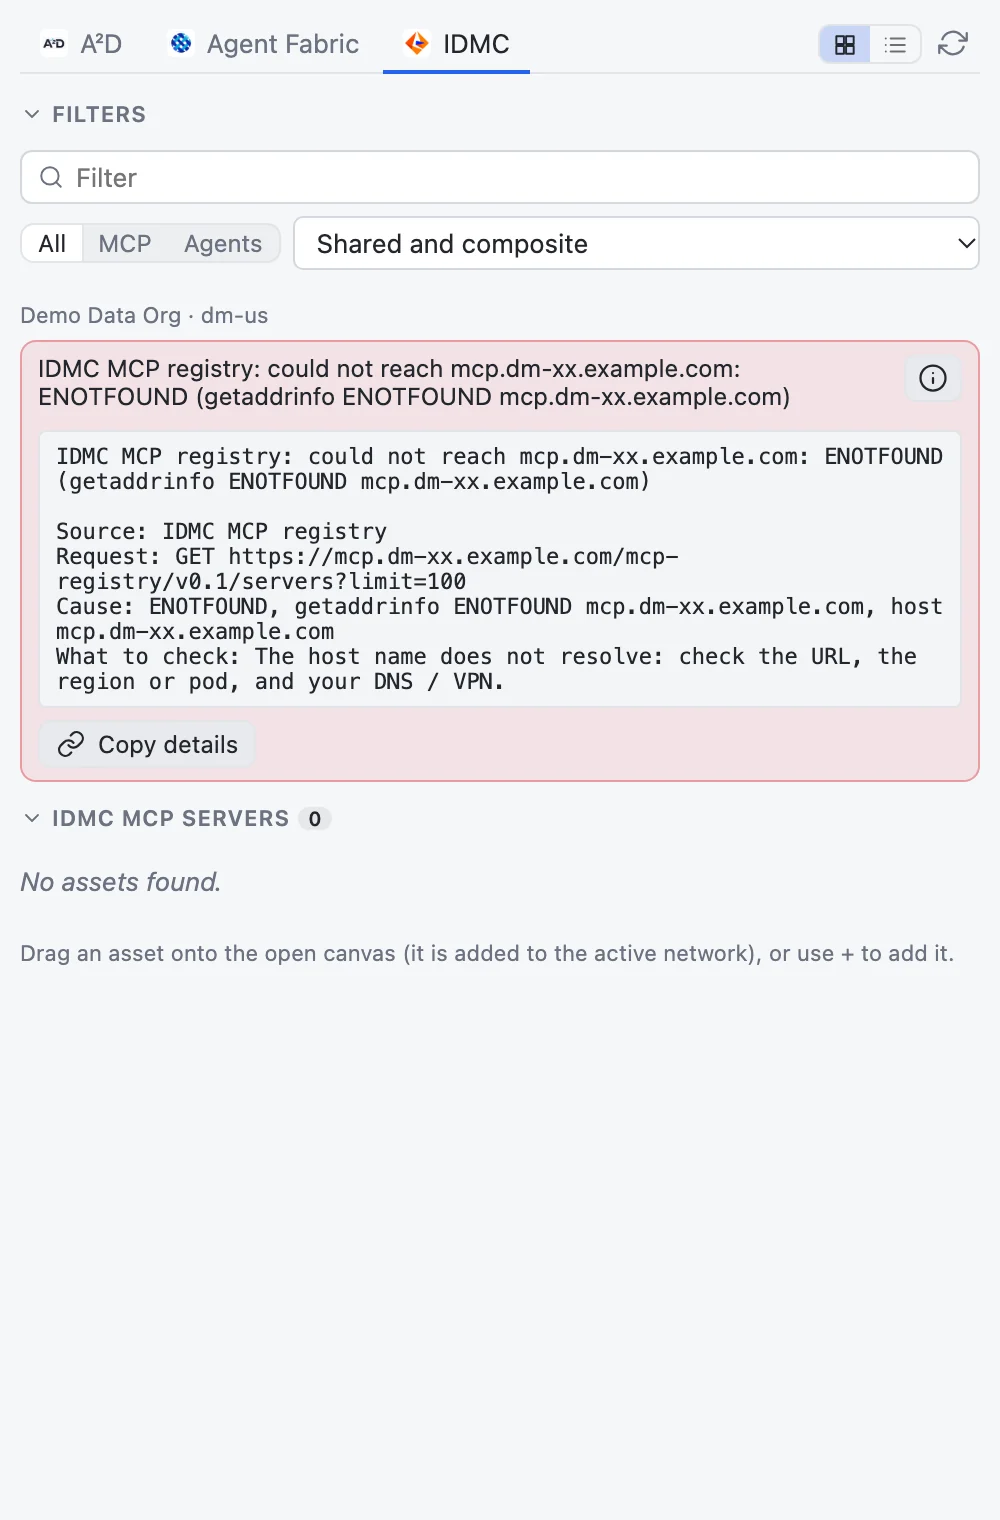 A²D A²D Agent Fabric IDMC
FILTERS
Filter
All MCP Agents Shared and composite
Demo Data Org · dm-us
IDMC MCP registry: could not reach mcp.dm-xx.example.com:
ENOTFOUND (getaddrinfo ENOTFOUND mcp.dm-xx.example.com)
IDMC MCP registry: could not reach mcp.dm-xx.example.com: ENOTFOUND
(getaddrinfo ENOTFOUND mcp.dm-xx.example.com)
Source: IDMC MCP registry
Request: GET https://mcp.dm-xx.example.com/mcp-
registry/v0.1/servers?limit=100
Cause: ENOTFOUND, getaddrinfo ENOTFOUND mcp.dm-xx.example.com, host
mcp.dm-xx.example.com
What to check: The host name does not resolve: check the URL, the
region or pod, and your DNS / VPN.
Copy details
IDMC MCP SERVERS 0
No assets found.
Drag an asset onto the open canvas (it is added to the active network), or use + to add it.